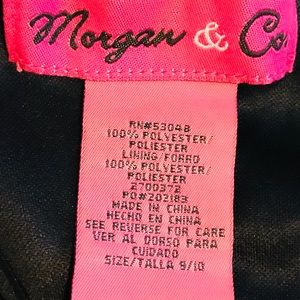 Morgan & Co.
RN#53048
100% POLYESTER/
POLIESTER
LINING/FORRO
100% POLYESTER/
POLIESTER
2700372
PO#202183
MADE IN CHINA
HECHO EN CHINA
SEE REVERSE FOR CARE
VER AL DORSO PARA
CUIDADO
SIZE/TALLA 9/10